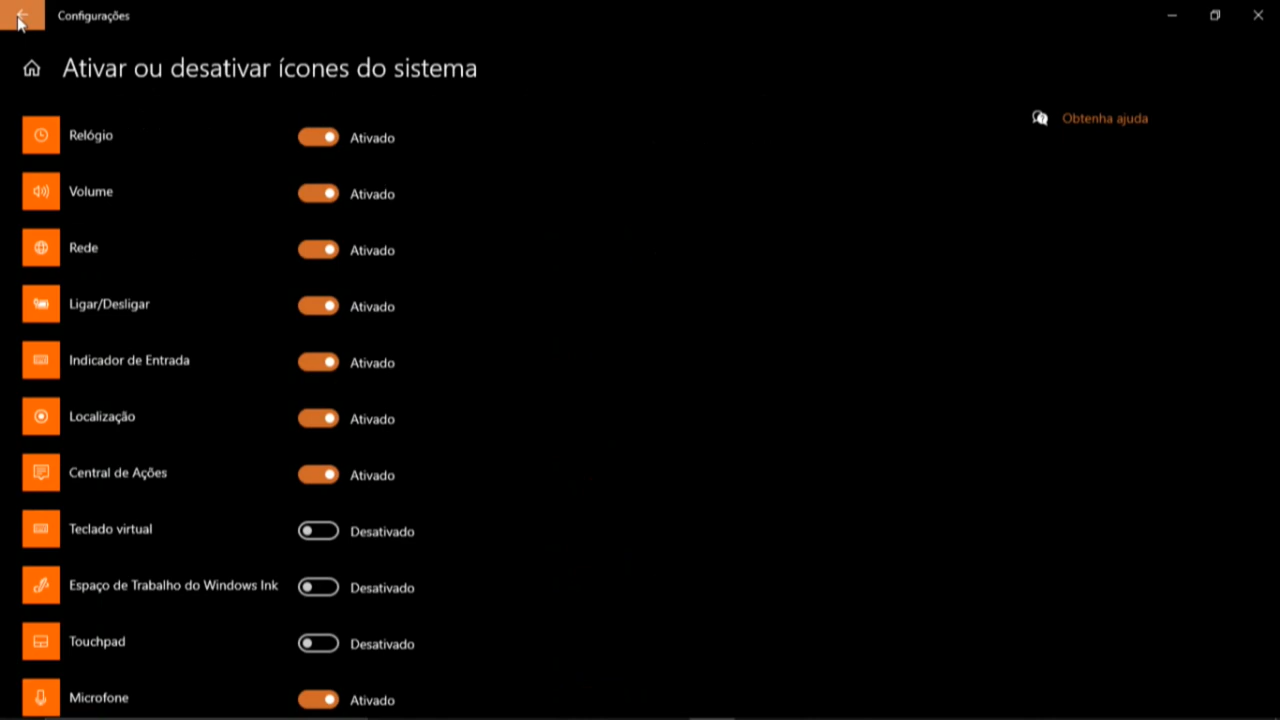 Configurações
Ativar ou desativar ícones do sistema
Obtenha ajuda
Relógio Ativado
Volume Ativado
Rede Ativado
Ligar/Desligar Ativado
Indicador de Entrada Ativado
Localização Ativado
Central de Ações Ativado
Teclado virtual Desativado
Espaço de Trabalho do Windows Ink Desativado
Touchpad Desativado
Microfone Ativado